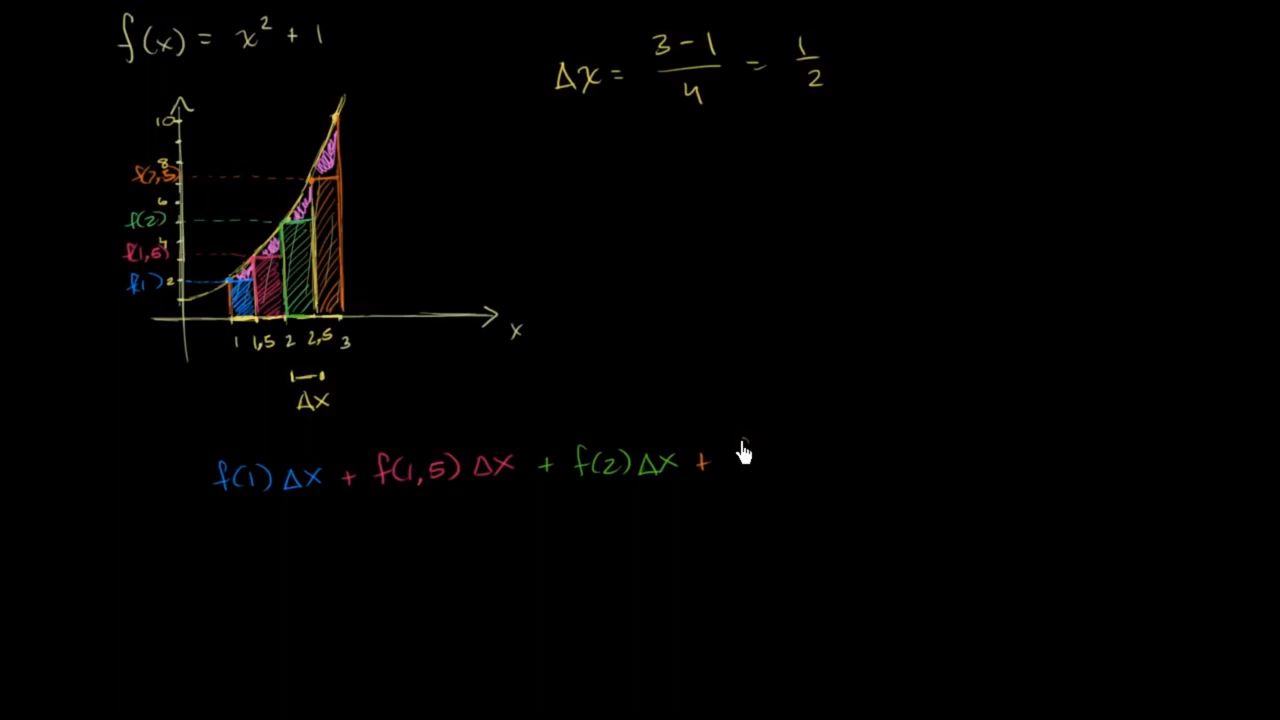 f(x) = x² + 1
Δx = (3 - 1)/4 = 1/2
10
8
f(2,5)
6
f(2)
4
f(1,5)
f(1) 2
1 1,5 2 2,5 3
x
Δx
f(1) Δx + f(1,5) Δx + f(2) Δx +